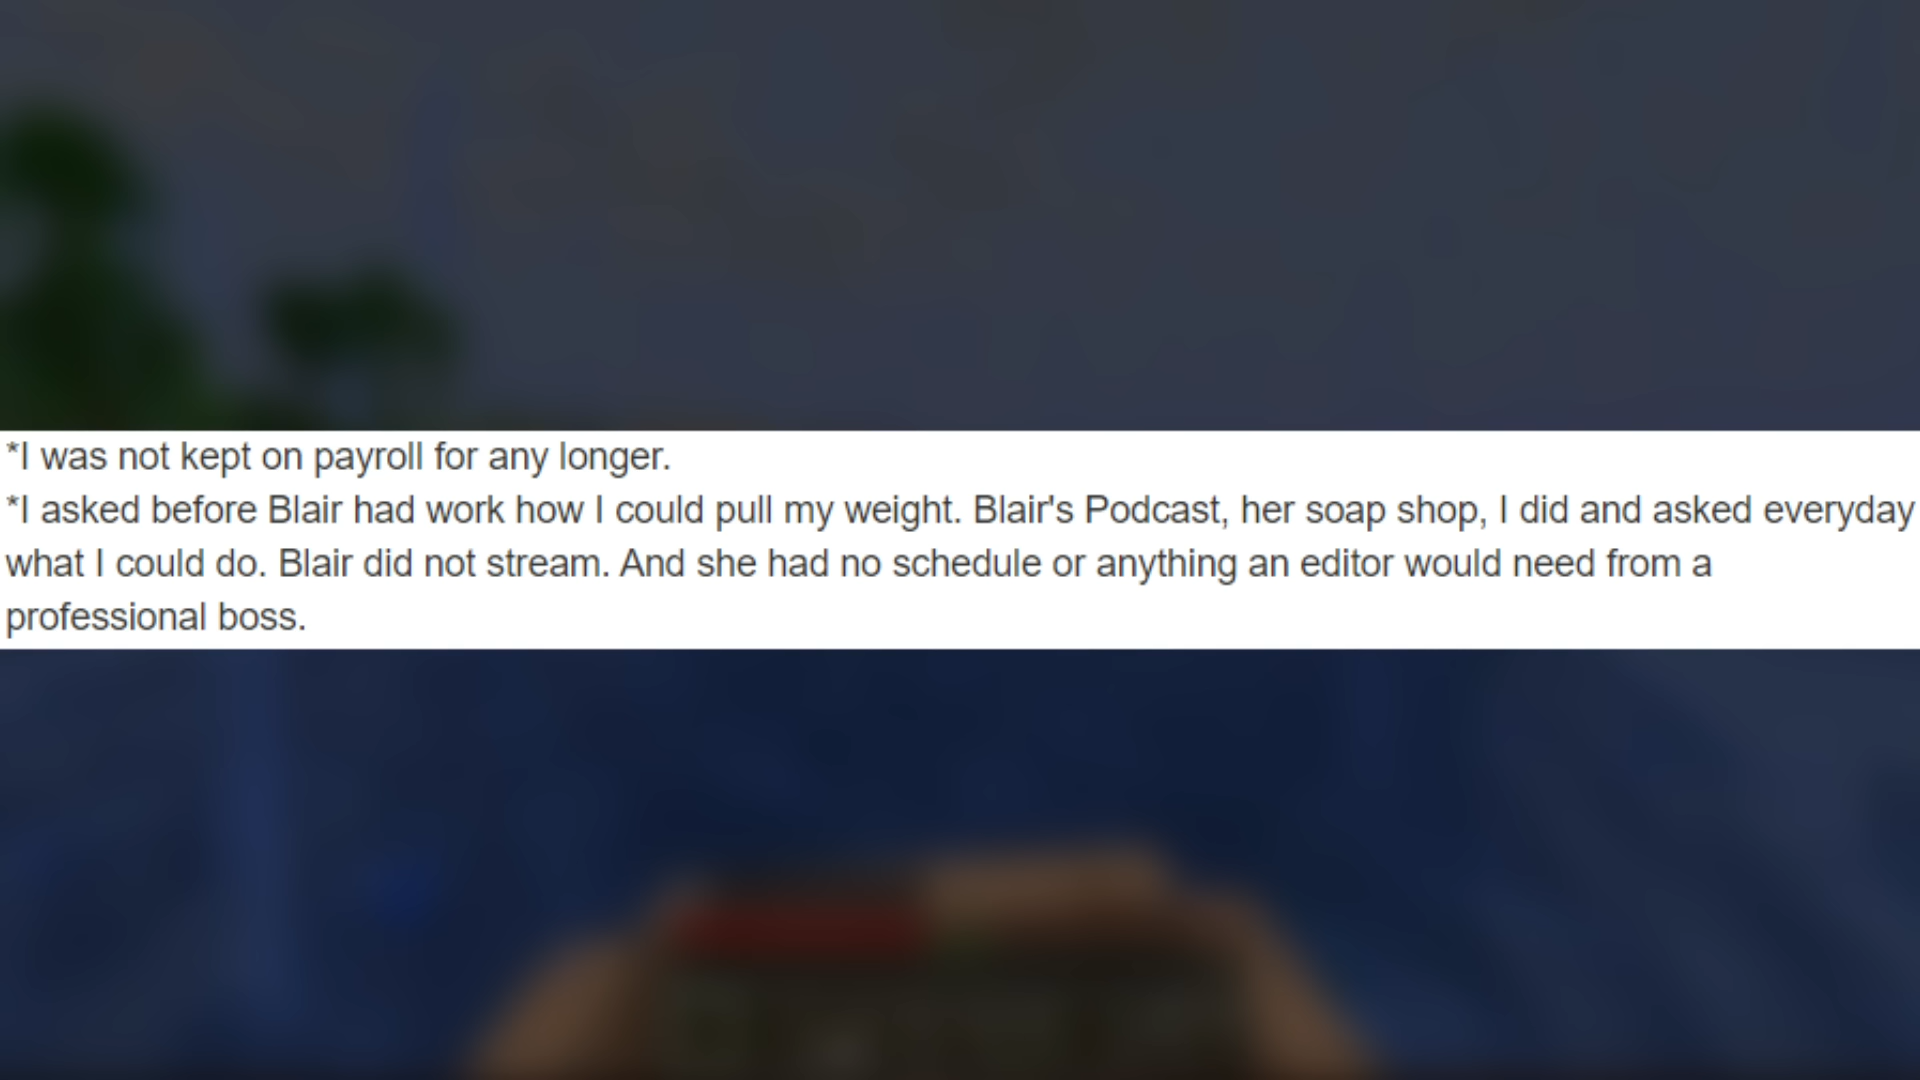 *I was not kept on payroll for any longer.
*I asked before Blair had work how I could pull my weight. Blair's Podcast, her soap shop, I did and asked everyday
what I could do. Blair did not stream. And she had no schedule or anything an editor would need from a
professional boss.